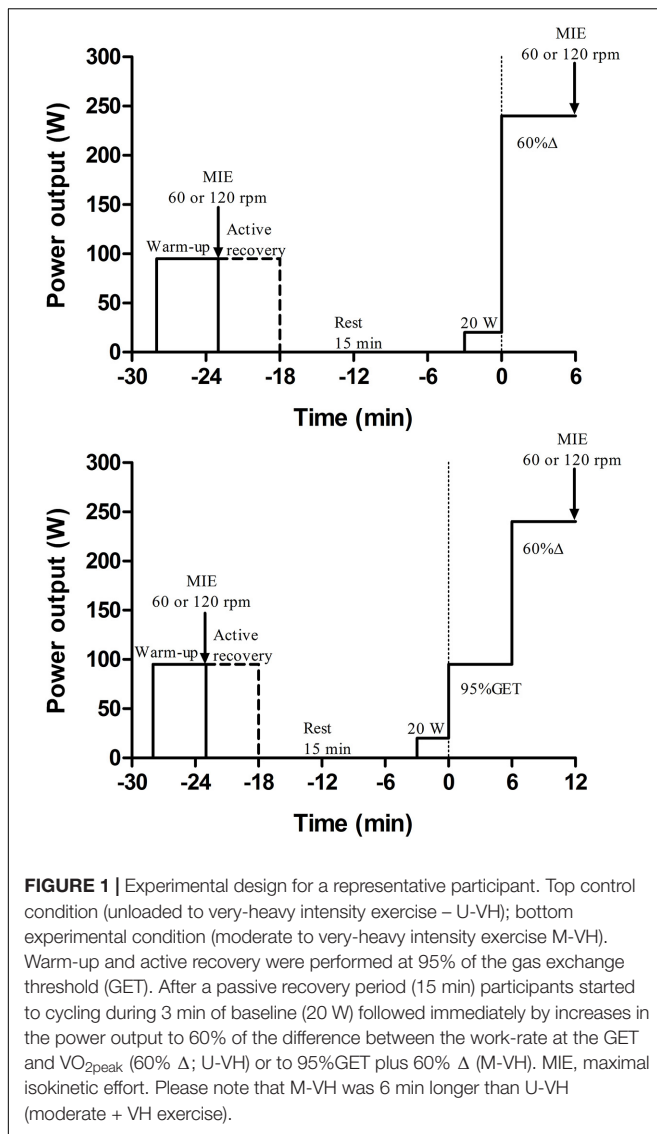 MIE
60 or 120 rpm
300
250
200
150
100
50
0
Power output (W)
60%Δ
MIE
60 or 120 rpm
Warm-up
Active
recovery
Rest
15 min
20 W
-30 -24 -18 -12 -6 0 6
Time (min)
MIE
60 or 120 rpm
300
250
200
150
100
50
0
Power output (W)
60%Δ
MIE
60 or 120 rpm
Warm-up
Active
recovery
95%GET
Rest
15 min
20 W
-30 -24 -18 -12 -6 0 6 12
Time (min)
FIGURE 1 | Experimental design for a representative participant. Top control
condition (unloaded to very-heavy intensity exercise – U-VH); bottom
experimental condition (moderate to very-heavy intensity exercise M-VH).
Warm-up and active recovery were performed at 95% of the gas exchange
threshold (GET). After a passive recovery period (15 min) participants started
to cycling during 3 min of baseline (20 W) followed immediately by increases in
the power output to 60% of the difference between the work-rate at the GET
and VO2peak (60% Δ; U-VH) or to 95%GET plus 60% Δ (M-VH). MIE, maximal
isokinetic effort. Please note that M-VH was 6 min longer than U-VH
(moderate + VH exercise).